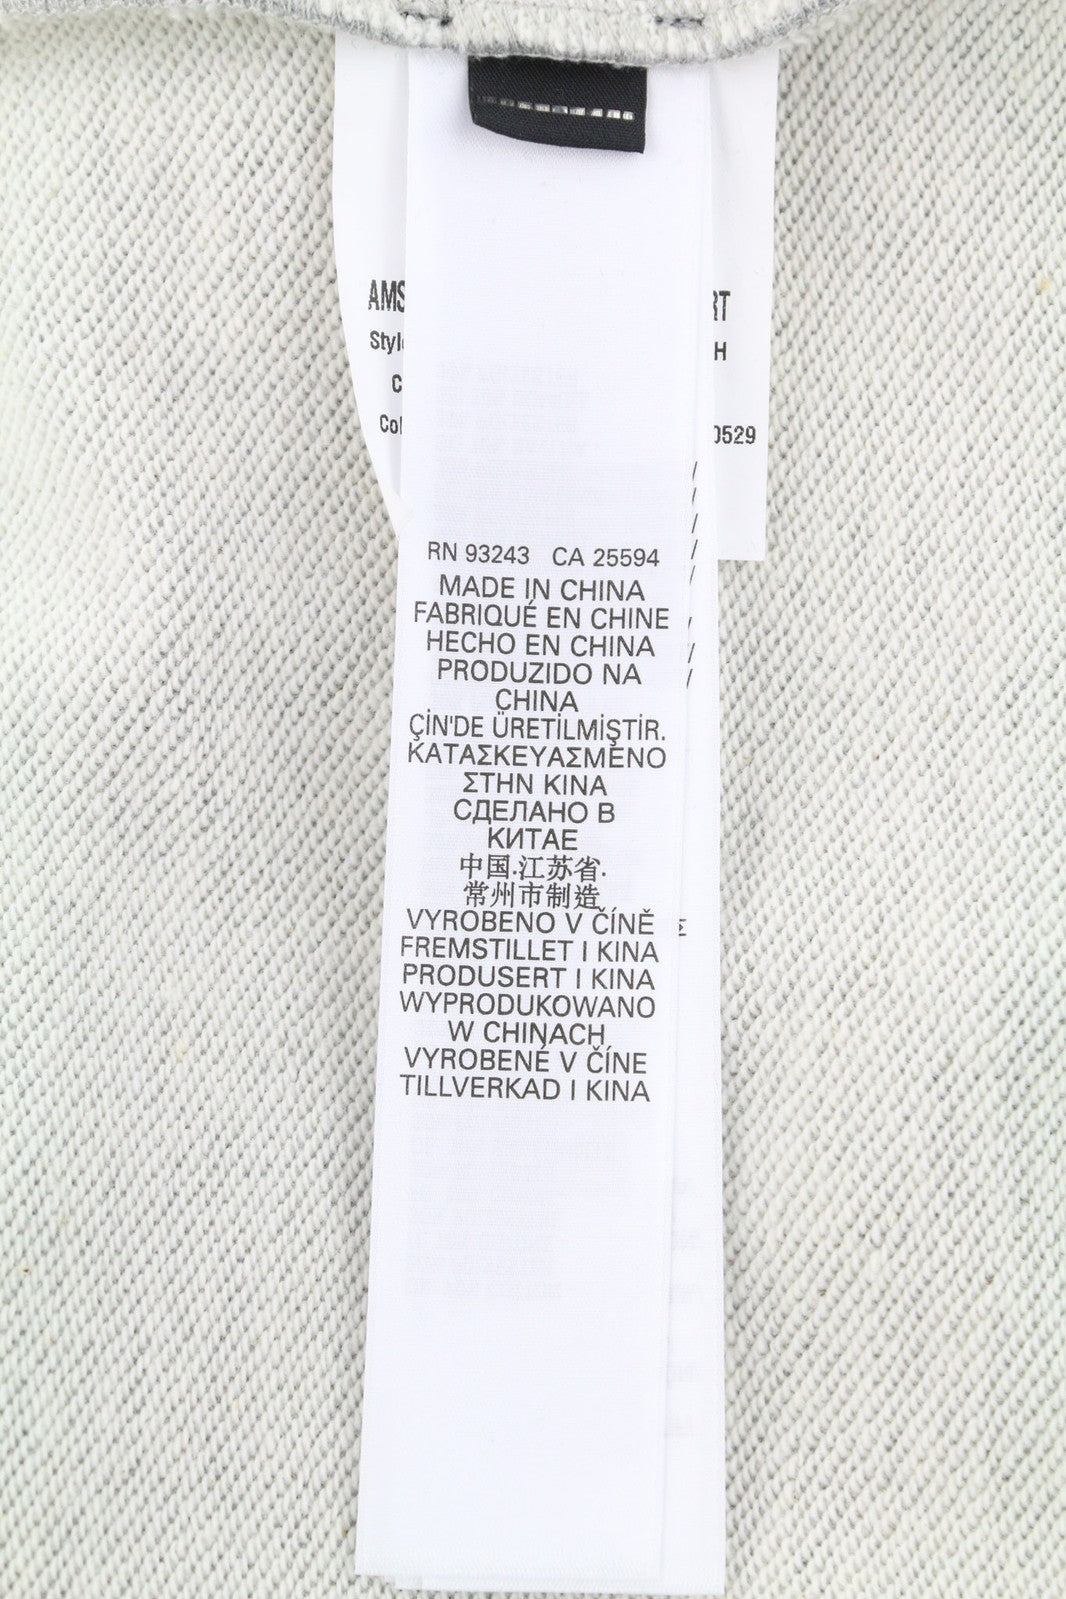 AMS RT
Style H
C
Col 0529
RN 93243 CA 25594
MADE IN CHINA
FABRIQUÉ EN CHINE
HECHO EN CHINA
PRODUZIDO NA
CHINA
ÇİN'DE ÜRETİLMİŞTİR.
ΚΑΤΑΣΚΕΥΑΣΜΕΝΟ
ΣΤΗΝ ΚΙΝΑ
СДЕЛАНО В
КИТАЕ
中国.江苏省.
常州市制造
VYROBENO V ČÍNĚ
FREMSTILLET I KINA
PRODUSERT I KINA
WYPRODUKOWANO
W CHINACH
VYROBENÉ V ČÍNE
TILLVERKAD I KINA